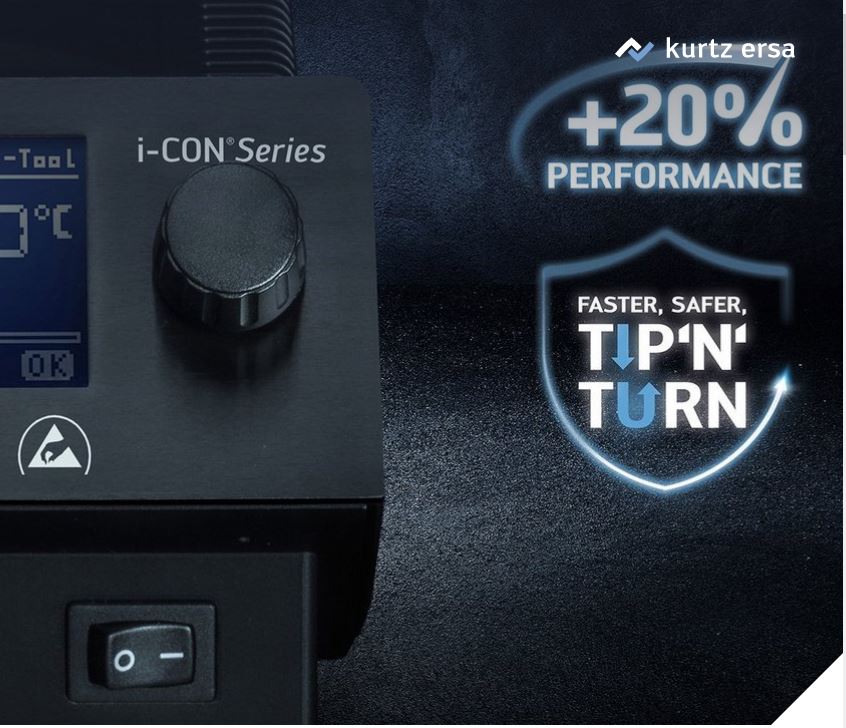 kurtz ersa
+20%
PERFORMANCE
i-CON® Series
-Tool
°C
OK
FASTER, SAFER,
TIP'N'
TURN
O I